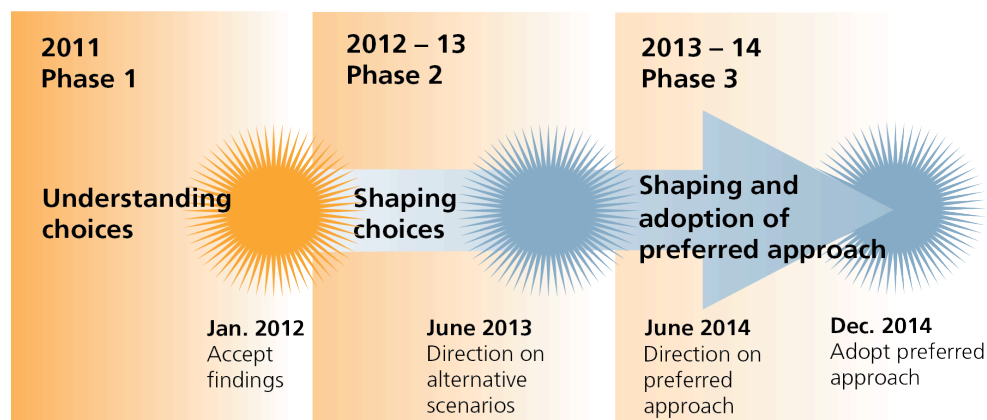 2011
Phase 1
2012 – 13
Phase 2
2013 – 14
Phase 3
Understanding
choices
Shaping
choices
Shaping and
adoption of
preferred approach
Jan. 2012
Accept
findings
June 2013
Direction on
alternative
scenarios
June 2014
Direction on
preferred
approach
Dec. 2014
Adopt preferred
approach